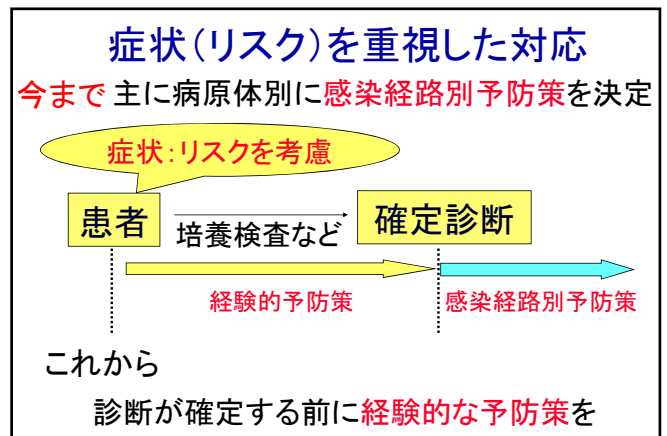 症状（リスク）を重視した対応
今まで 主に病原体別に感染経路別予防策を決定
症状：リスクを考慮
患者
培養検査など
確定診断
経験的予防策
感染経路別予防策
これから
診断が確定する前に経験的な予防策を